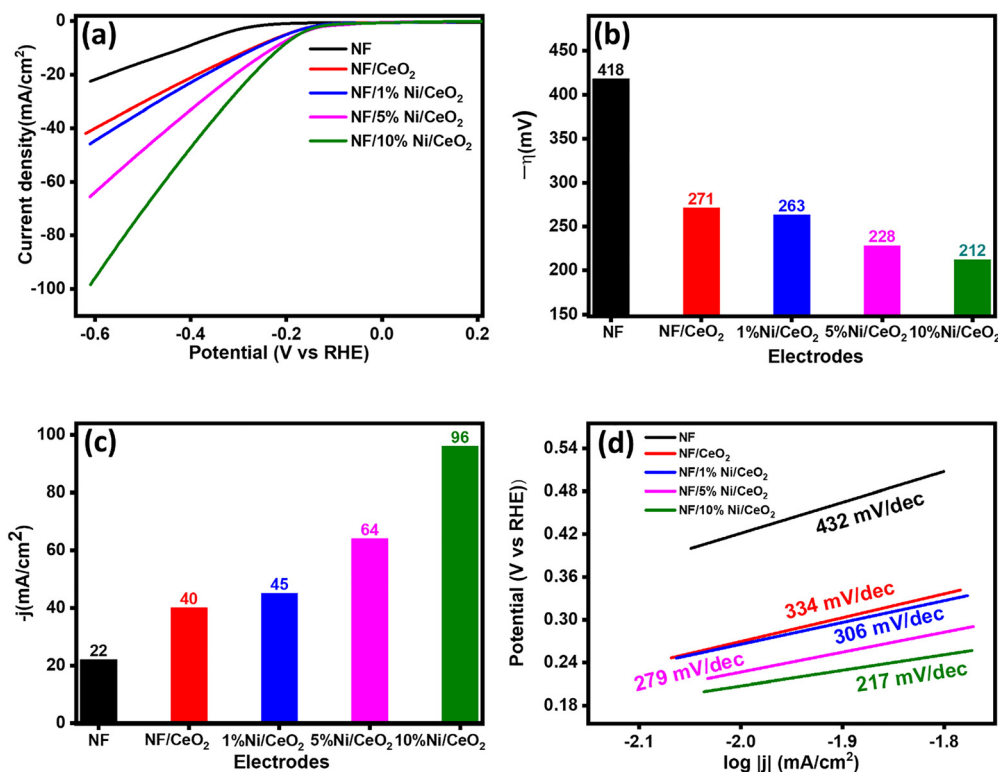 (a)
NF
NF/CeO₂
NF/1% Ni/CeO₂
NF/5% Ni/CeO₂
NF/10% Ni/CeO₂
Current density(mA/cm²)
0
-20
-40
-60
-80
-100
-0.6 -0.4 -0.2 0.0 0.2
Potential (V vs RHE)
(b)
—η(mV)
450
400
350
300
250
200
150
418
271
263
228
212
NF NF/CeO₂ 1%Ni/CeO₂ 5%Ni/CeO₂ 10%Ni/CeO₂
Electrodes
(c)
-j(mA/cm²)
100
80
60
40
20
0
22
40
45
64
96
NF NF/CeO₂ 1%Ni/CeO₂ 5%Ni/CeO₂ 10%Ni/CeO₂
Electrodes
(d)
NF
NF/CeO₂
NF/1% Ni/CeO₂
NF/5% Ni/CeO₂
NF/10% Ni/CeO₂
Potential (V vs RHE))
0.54
0.48
0.42
0.36
0.30
0.24
0.18
432 mV/dec
334 mV/dec
306 mV/dec
279 mV/dec
217 mV/dec
-2.1 -2.0 -1.9 -1.8
log |j| (mA/cm²)